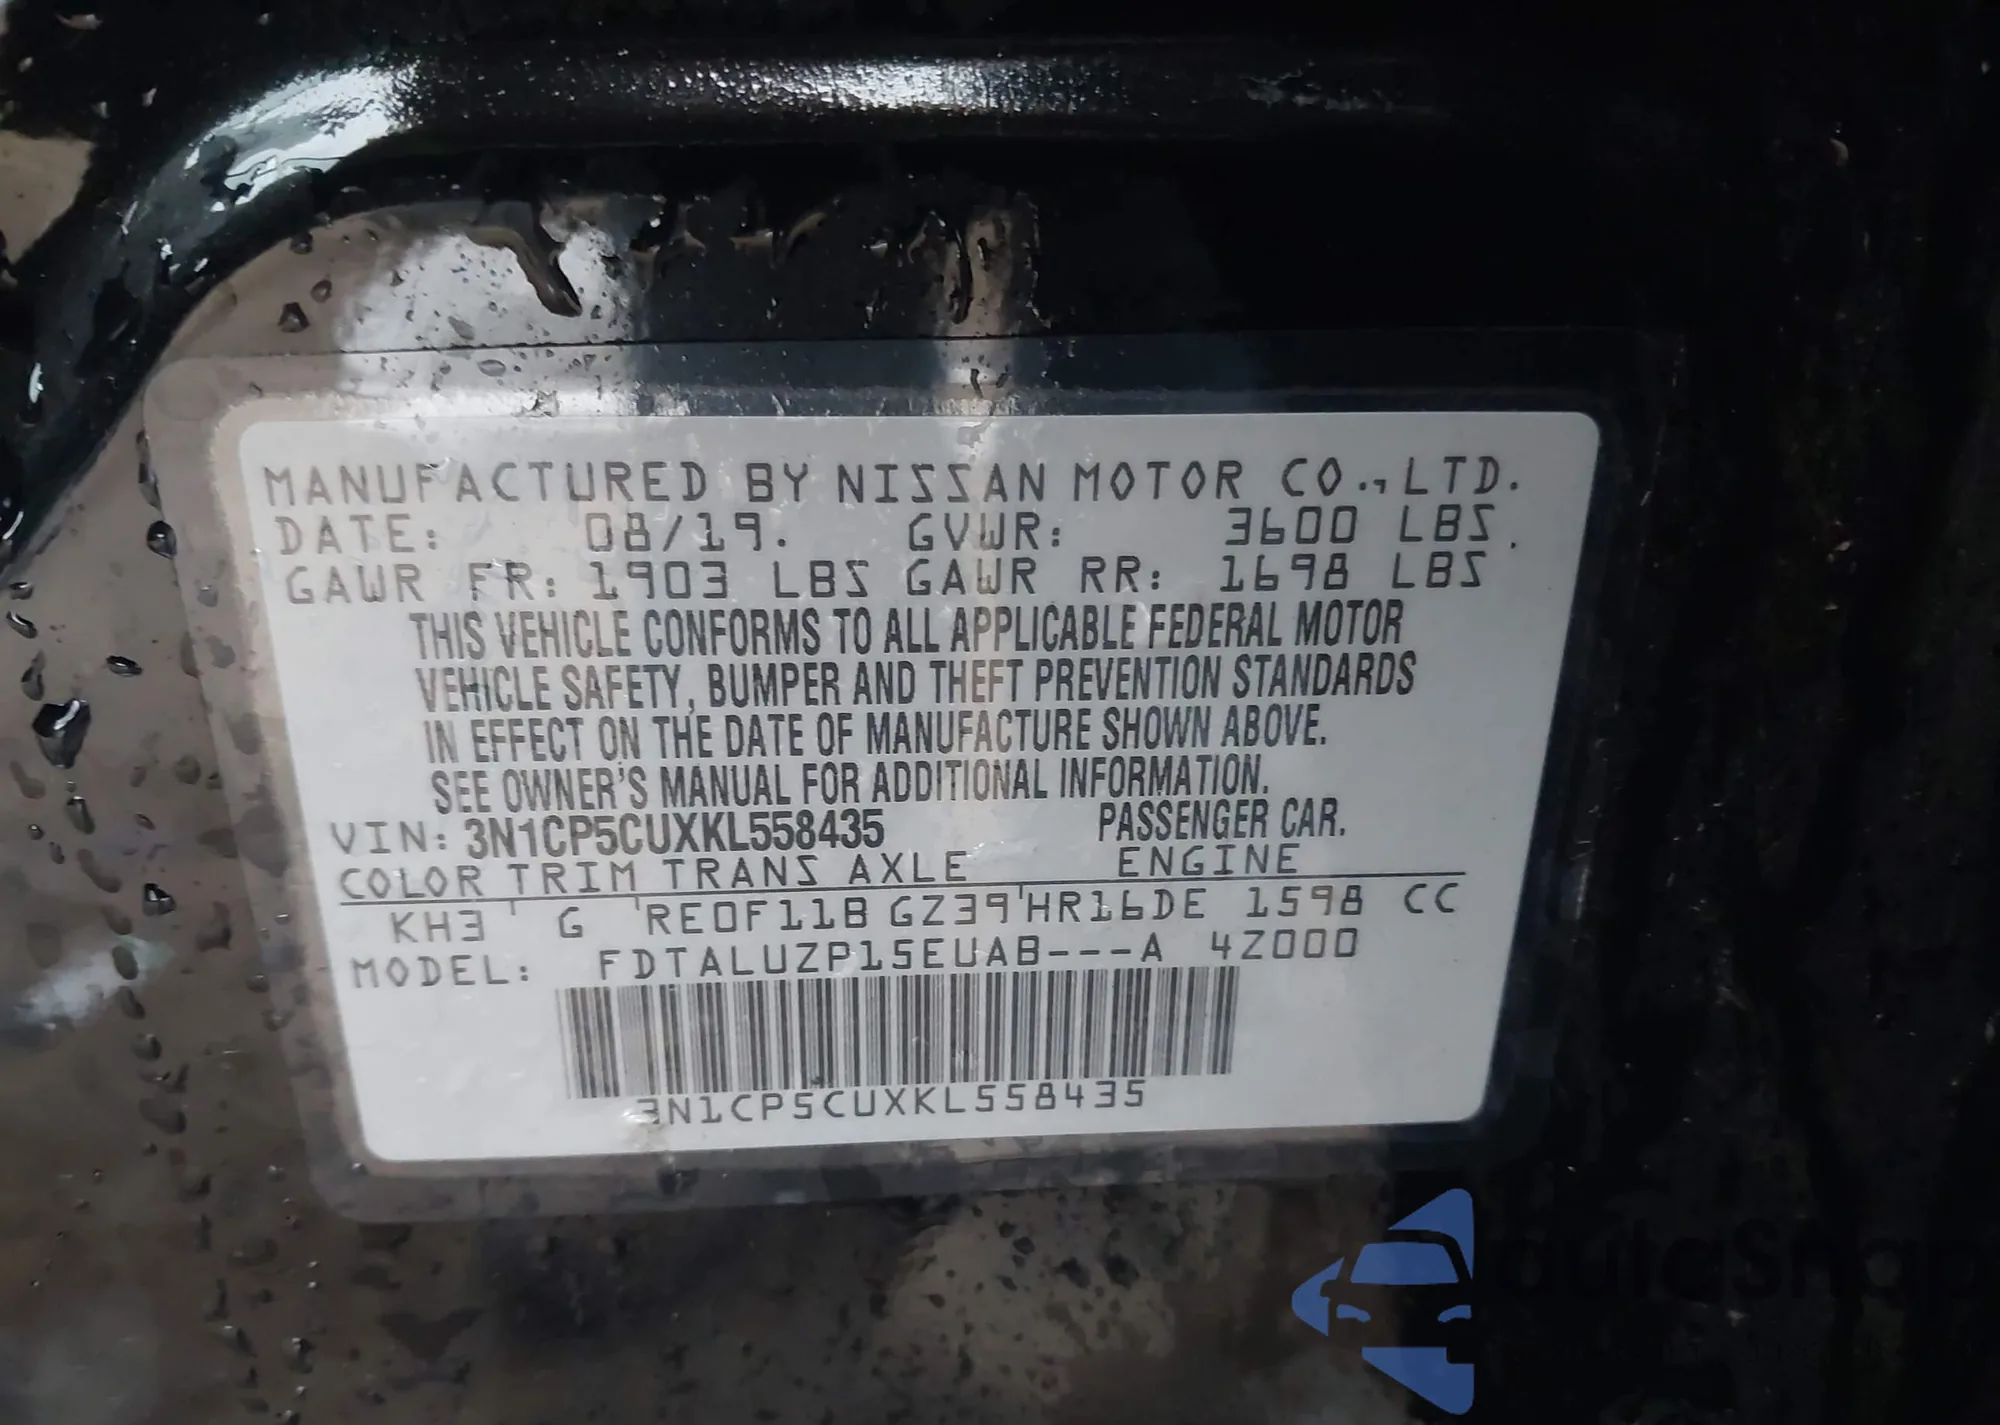 MANUFACTURED BY NISSAN MOTOR CO., LTD.
DATE: 08/19. GVWR: 3600 LBS.
GAWR FR: 1903 LBS GAWR RR: 1698 LBS
THIS VEHICLE CONFORMS TO ALL APPLICABLE FEDERAL MOTOR
VEHICLE SAFETY, BUMPER AND THEFT PREVENTION STANDARDS
IN EFFECT ON THE DATE OF MANUFACTURE SHOWN ABOVE.
SEE OWNER'S MANUAL FOR ADDITIONAL INFORMATION.
VIN: 3N1CP5CUXKL558435 PASSENGER CAR.
COLOR TRIM TRANS AXLE ENGINE
KH3 G RE0F11B GZ39 HR16DE 1598 CC
MODEL: FDTALUZP15EUAB---A 4Z000
3N1CP5CUXKL558435